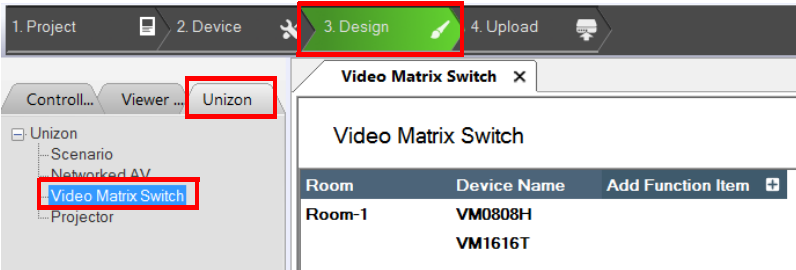 1. Project 2. Device 3. Design 4. Upload
Video Matrix Switch ×
Controll... Viewer ... Unizon
Unizon
Scenario
Networked AV
Video Matrix Switch
Projector
Video Matrix Switch
Room Device Name Add Function Item
Room-1 VM0808H
VM1616T